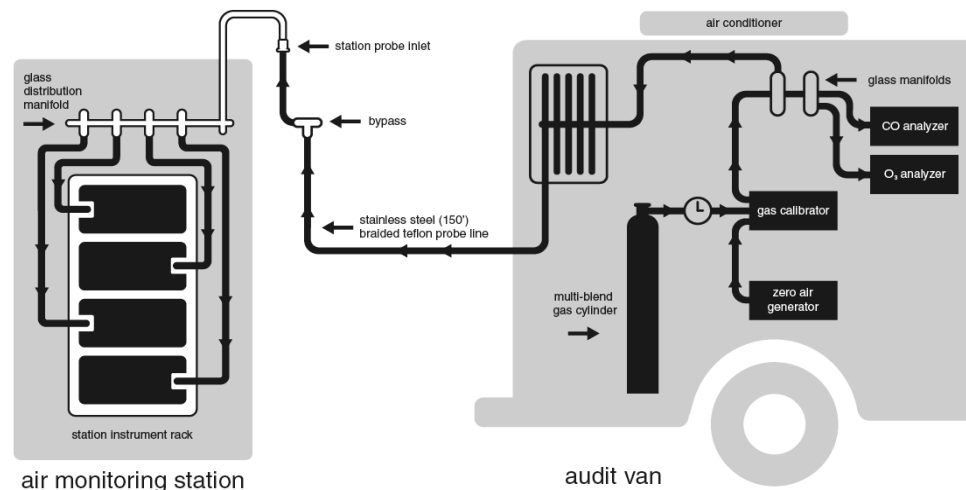 air conditioner
station probe inlet
glass
distribution
manifold
glass manifolds
bypass
CO analyzer
O₃ analyzer
gas calibrator
stainless steel (150')
braided teflon probe line
multi-blend
gas cylinder
zero air
generator
station instrument rack
air monitoring station
audit van